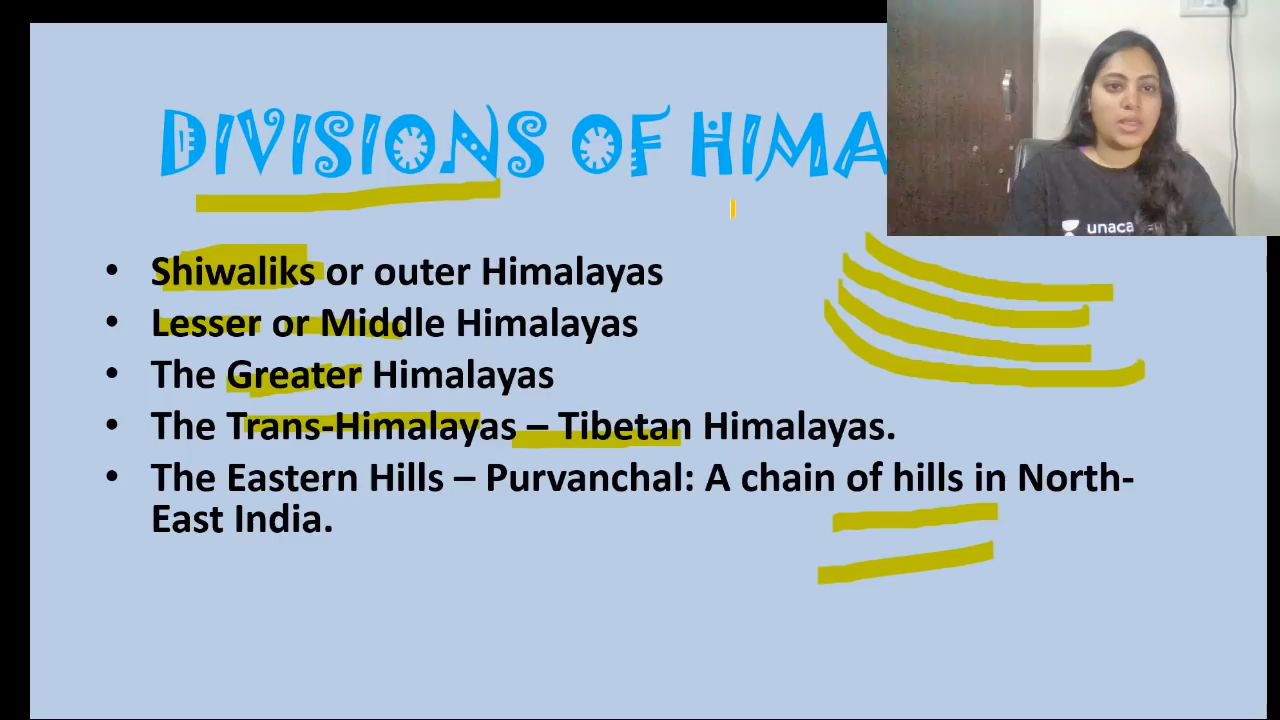 DIVISIONS OF HIMA
• Shiwaliks or outer Himalayas
• Lesser or Middle Himalayas
• The Greater Himalayas
• The Trans-Himalayas – Tibetan Himalayas.
• The Eastern Hills – Purvanchal: A chain of hills in North-
East India.
unaca